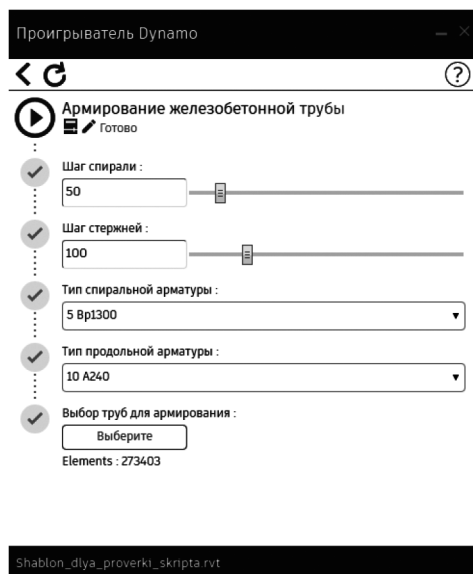 Проигрыватель Dynamo
Армирование железобетонной трубы
Готово
Шаг спирали :
50
Шаг стержней :
100
Тип спиральной арматуры :
5 Вр1300
Тип продольной арматуры :
10 А240
Выбор труб для армирования :
Выберите
Elements : 273403
Shablon_dlya_proverki_skripta.rvt